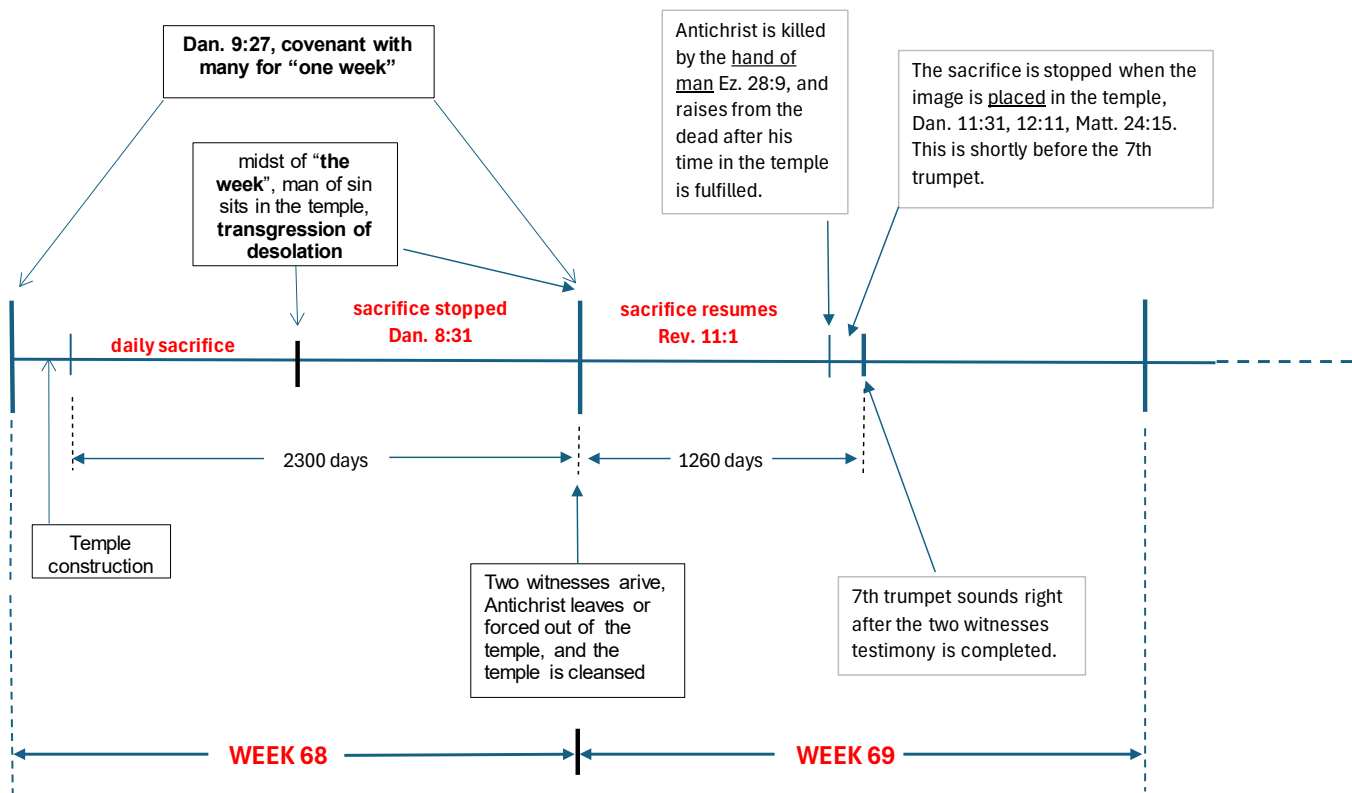 Dan. 9:27, covenant with
many for “one week”
midst of “the
week”, man of sin
sits in the temple,
transgression of
desolation
Antichrist is killed
by the hand of
man Ez. 28:9, and
raises from the
dead after his
time in the temple
is fulfilled.
The sacrifice is stopped when the
image is placed in the temple,
Dan. 11:31, 12:11, Matt. 24:15.
This is shortly before the 7th
trumpet.
daily sacrifice
sacrifice stopped
Dan. 8:31
sacrifice resumes
Rev. 11:1
2300 days
1260 days
Temple
construction
Two witnesses arive,
Antichrist leaves or
forced out of the
temple, and the
temple is cleansed
7th trumpet sounds right
after the two witnesses
testimony is completed.
WEEK 68
WEEK 69